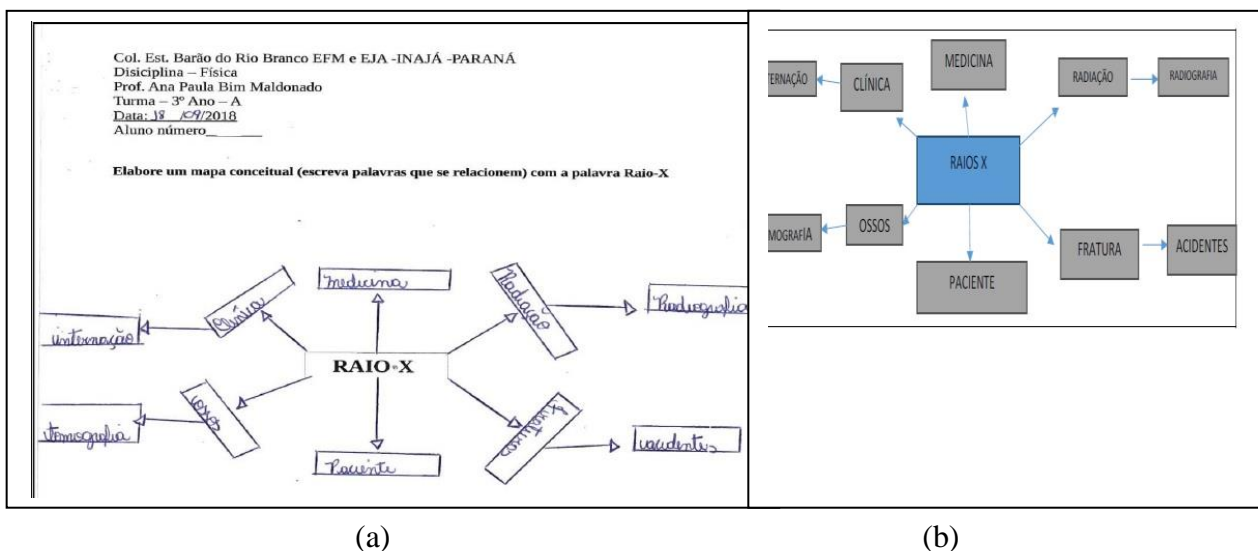 Col. Est. Barão do Rio Branco EFM e EJA -INAJÁ -PARANÁ
Disiciplina – Física
Prof. Ana Paula Bim Maldonado
Turma – 3º Ano – A
Data: 18 /09/2018
Aluno número
Elabore um mapa conceitual (escreva palavras que se relacionem) com a palavra Raio-X
Medicina
Radiação
Radiografia
Clínica
internação
RAIO-X
ossos
tomografia
Paciente
fraturas
acidentes
MEDICINA
TERNAÇÃO
CLÍNICA
RADIAÇÃO
RADIOGRAFIA
RAIOS X
MOGRAFIA
OSSOS
FRATURA
ACIDENTES
PACIENTE
(a)
(b)